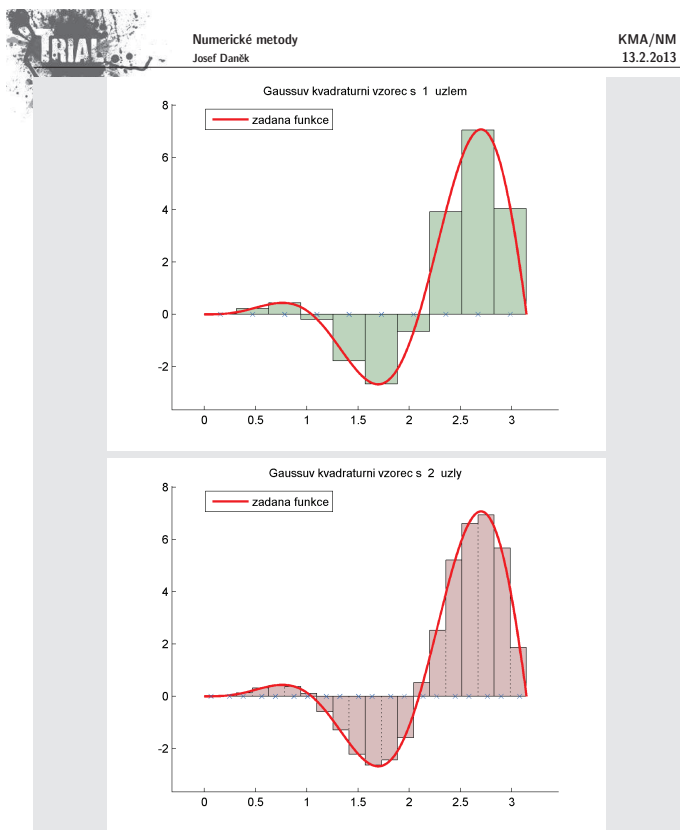 TRIAL
Numerické metody
Josef Daněk
KMA/NM
13.2.2o13
Gaussuv kvadraturni vzorec s 1 uzlem
zadana funkce
8
6
4
2
0
-2
0 0.5 1 1.5 2 2.5 3
Gaussuv kvadraturni vzorec s 2 uzly
zadana funkce
8
6
4
2
0
-2
0 0.5 1 1.5 2 2.5 3